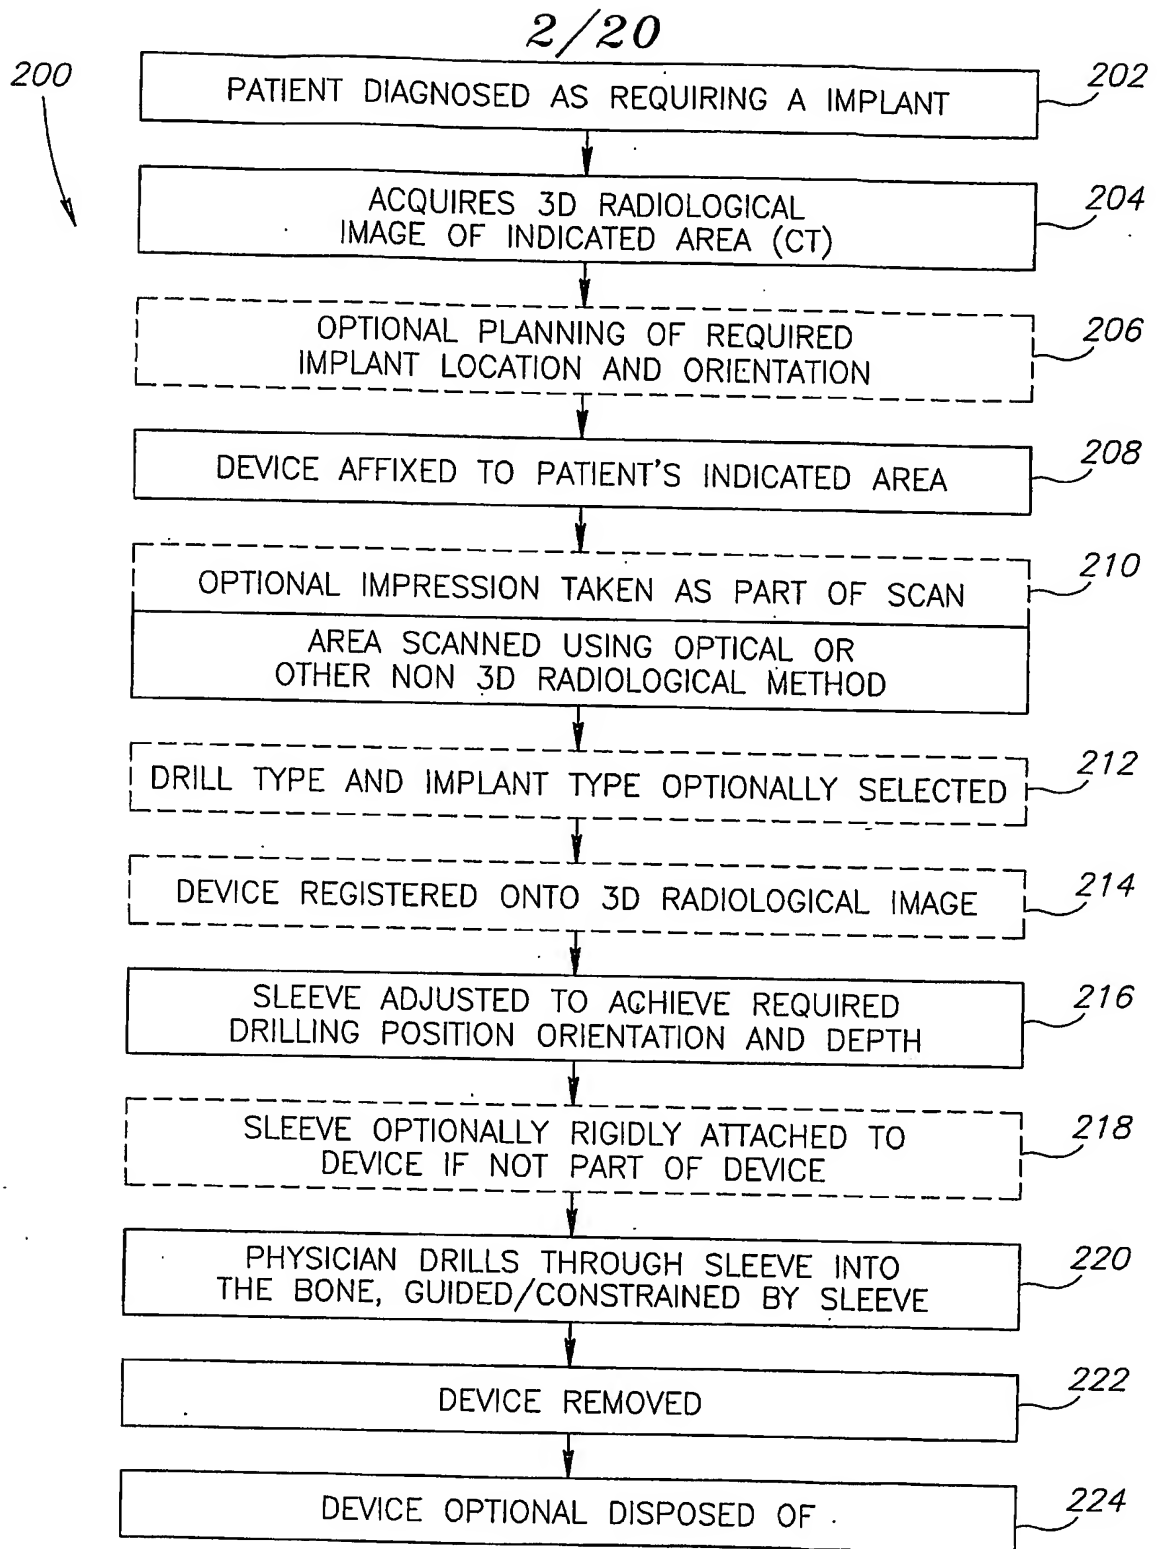 2/20
200
PATIENT DIAGNOSED AS REQUIRING A IMPLANT
202
ACQUIRES 3D RADIOLOGICAL
IMAGE OF INDICATED AREA (CT)
204
OPTIONAL PLANNING OF REQUIRED
IMPLANT LOCATION AND ORIENTATION
206
DEVICE AFFIXED TO PATIENT'S INDICATED AREA
208
OPTIONAL IMPRESSION TAKEN AS PART OF SCAN
210
AREA SCANNED USING OPTICAL OR
OTHER NON 3D RADIOLOGICAL METHOD
DRILL TYPE AND IMPLANT TYPE OPTIONALLY SELECTED
212
DEVICE REGISTERED ONTO 3D RADIOLOGICAL IMAGE
214
SLEEVE ADJUSTED TO ACHIEVE REQUIRED
DRILLING POSITION ORIENTATION AND DEPTH
216
SLEEVE OPTIONALLY RIGIDLY ATTACHED TO
DEVICE IF NOT PART OF DEVICE
218
PHYSICIAN DRILLS THROUGH SLEEVE INTO
THE BONE, GUIDED/CONSTRAINED BY SLEEVE
220
DEVICE REMOVED
222
DEVICE OPTIONAL DISPOSED OF
224